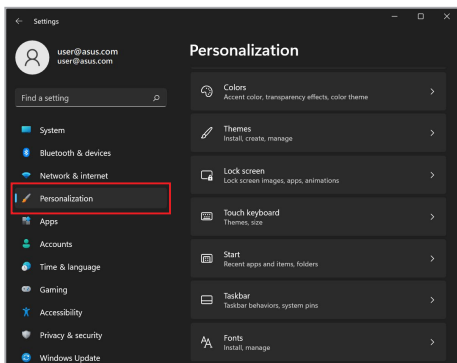 Settings
user@asus.com
user@asus.com
Find a setting
System
Bluetooth & devices
Network & internet
Personalization
Apps
Accounts
Time & language
Gaming
Accessibility
Privacy & security
Windows Update
Personalization
Colors
Accent color, transparency effects, color theme
Themes
Install, create, manage
Lock screen
Lock screen images, apps, animations
Touch keyboard
Themes, size
Start
Recent apps and items, folders
Taskbar
Taskbar behaviors, system pins
Fonts
Install, manage